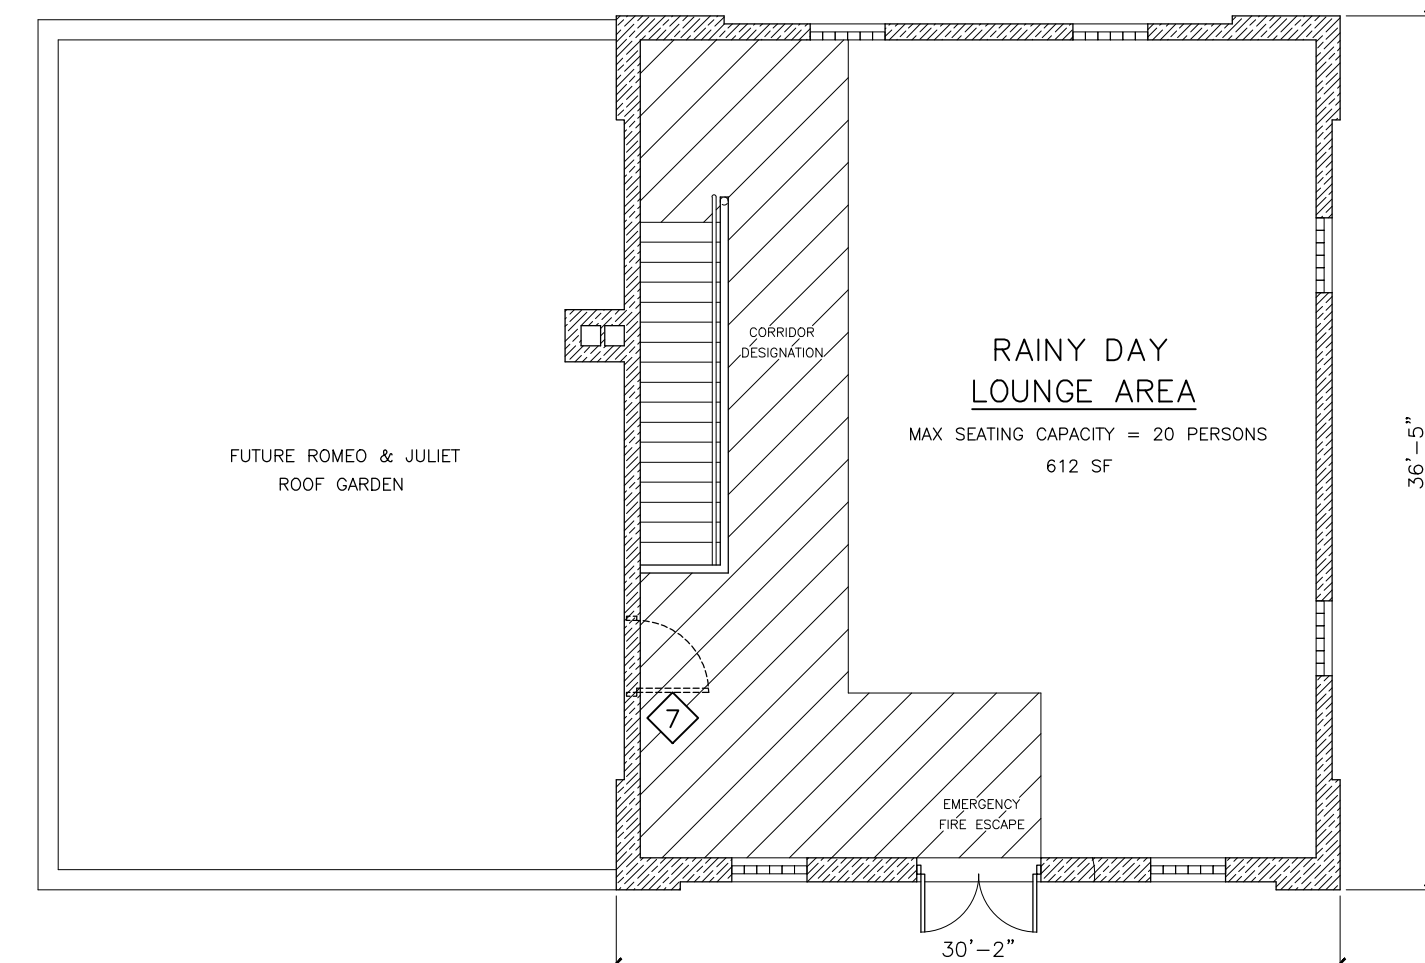 CORRIDOR
DESIGNATION
RAINY DAY
LOUNGE AREA
MAX SEATING CAPACITY = 20 PERSONS
612 SF
36'-5"
FUTURE ROMEO & JULIET
ROOF GARDEN
7
EMERGENCY
FIRE ESCAPE
30'-2"